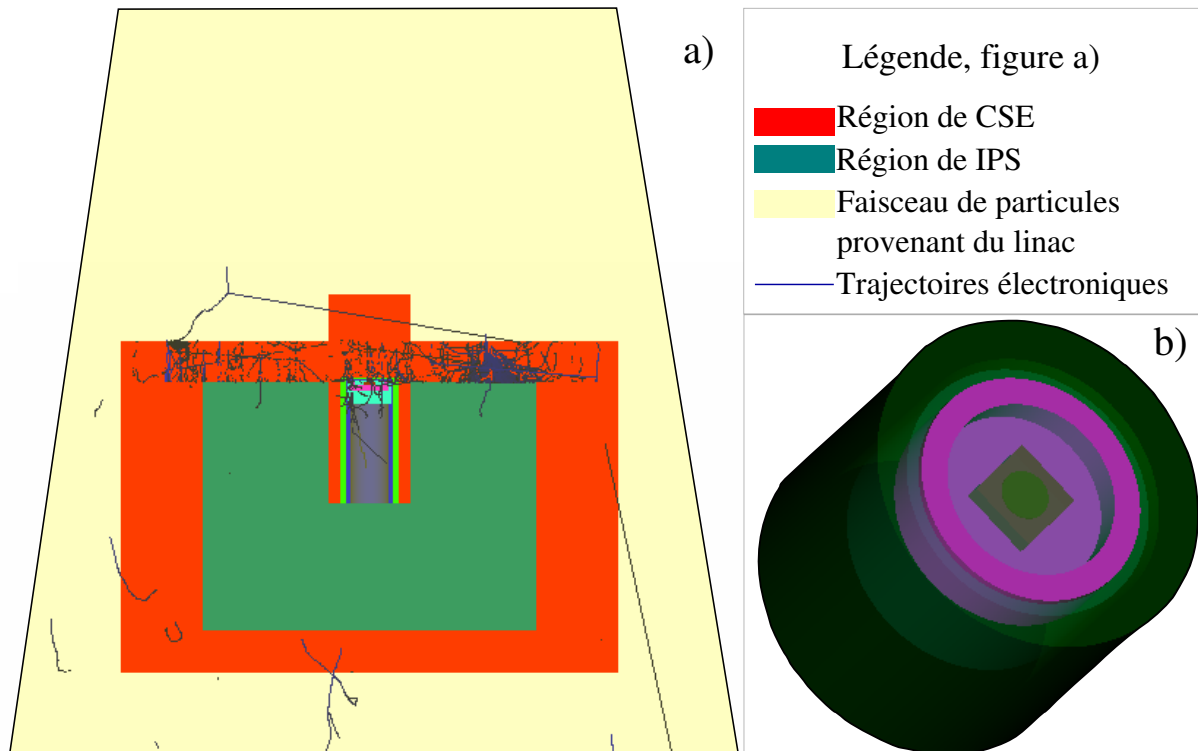 a)
Légende, figure a)
Région de CSE
Région de IPS
Faisceau de particules
provenant du linac
Trajectoires électroniques
b)